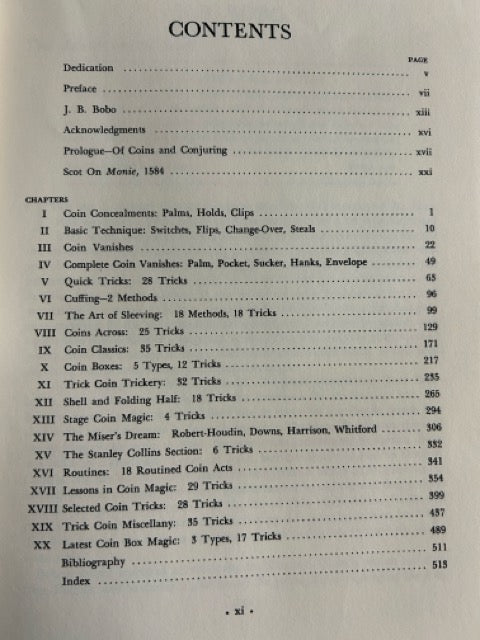 CONTENTS
PAGE
Dedication v
Preface vii
J. B. Bobo xiii
Acknowledgments xvi
Prologue—Of Coins and Conjuring xvii
Scot On Monie, 1584 xxi
CHAPTERS
I Coin Concealments: Palms, Holds, Clips 1
II Basic Technique: Switches, Flips, Change-Over, Steals 10
III Coin Vanishes 22
IV Complete Coin Vanishes: Palm, Pocket, Sucker, Hanks, Envelope 49
V Quick Tricks: 28 Tricks 65
VI Cuffing—2 Methods 96
VII The Art of Sleeving: 18 Methods, 18 Tricks 99
VIII Coins Across: 25 Tricks 129
IX Coin Classics: 35 Tricks 171
X Coin Boxes: 5 Types, 12 Tricks 217
XI Trick Coin Trickery: 32 Tricks 235
XII Shell and Folding Half: 18 Tricks 265
XIII Stage Coin Magic: 4 Tricks 294
XIV The Miser's Dream: Robert-Houdin, Downs, Harrison, Whitford 306
XV The Stanley Collins Section: 6 Tricks 332
XVI Routines: 18 Routined Coin Acts 341
XVII Lessons in Coin Magic: 29 Tricks 354
XVIII Selected Coin Tricks: 28 Tricks 399
XIX Trick Coin Miscellany: 35 Tricks 437
XX Latest Coin Box Magic: 3 Types, 17 Tricks 489
Bibliography 511
Index 513
• xi •